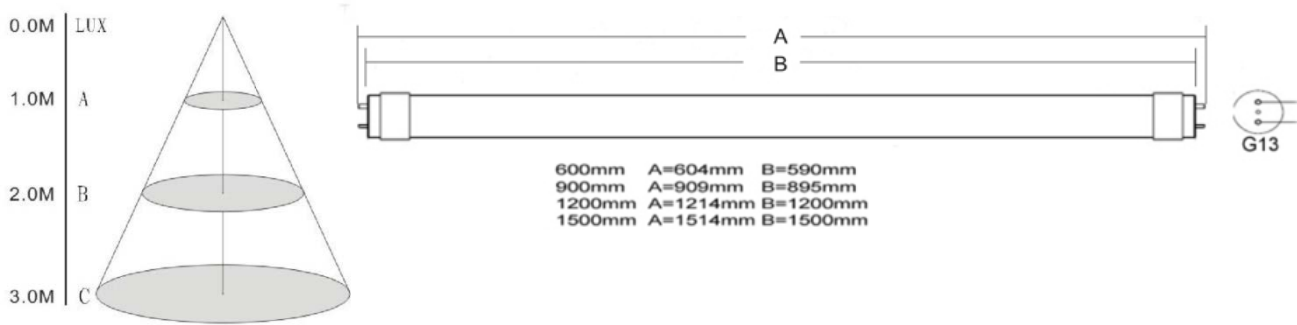 0.0M LUX
1.0M A
2.0M B
3.0M C
A
B
G13
600mm A=604mm B=590mm
900mm A=909mm B=895mm
1200mm A=1214mm B=1200mm
1500mm A=1514mm B=1500mm